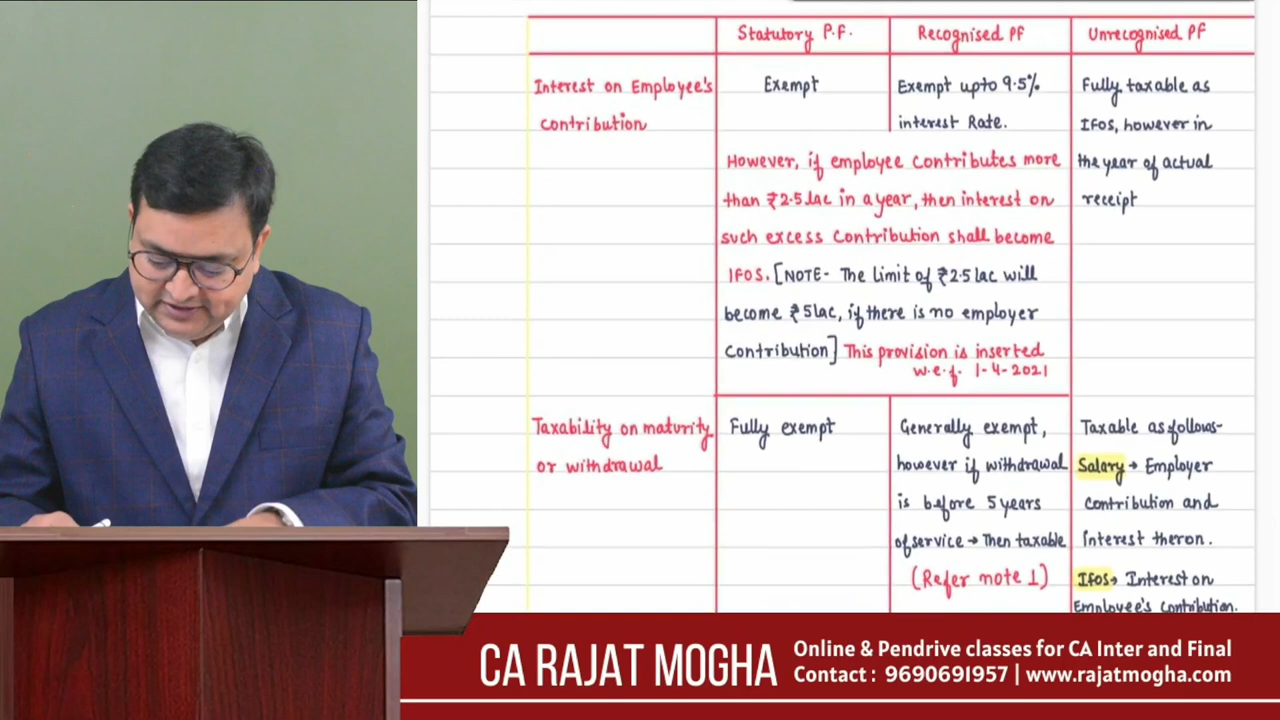 Statutory P.F. Recognised PF Unrecognised PF
Interest on Employee's
contribution
Exempt
Exempt upto 9.5%
interest Rate.
However, if employee contributes more
than ₹2.5 lac in a year, then interest on
such excess contribution shall become
IFOS. [NOTE- The limit of ₹2.5 lac will
become ₹5 lac, if there is no employer
contribution] This provision is inserted
w.e.f. 1-4-2021
Fully taxable as
IFOS, however in
the year of actual
receipt
Taxability on maturity
or withdrawal
Fully exempt
Generally exempt,
however if withdrawal
is before 5 years
of service → Then taxable
(Refer note 1)
Taxable as follows-
Salary → Employer
contribution and
interest theron.
IFOS → Interest on
Employee's contribution.
CA RAJAT MOGHA
Online & Pendrive classes for CA Inter and Final
Contact : 9690691957 | www.rajatmogha.com